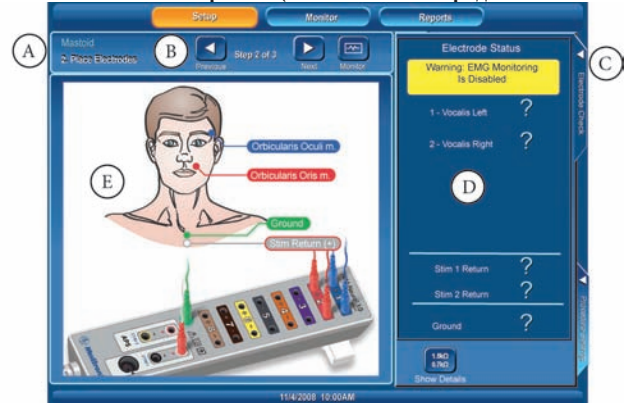 Setup
Monitor
Reports
A
Mastoid
2: Place Electrodes
B
Previous
Step 2 of 3
Next
Monitor
Electrode Status
Warning: EMG Monitoring
Is Disabled
1 - Vocalis Left ?
2 - Vocalis Right ?
C
Electrode Check
D
E
Orbicularis Oculi m.
Orbicularis Oris m.
Ground
Stim Return (+)
Stim 1 Return ?
Stim 2 Return ?
Ground ?
Show Details
11/4/2008 10:00AM